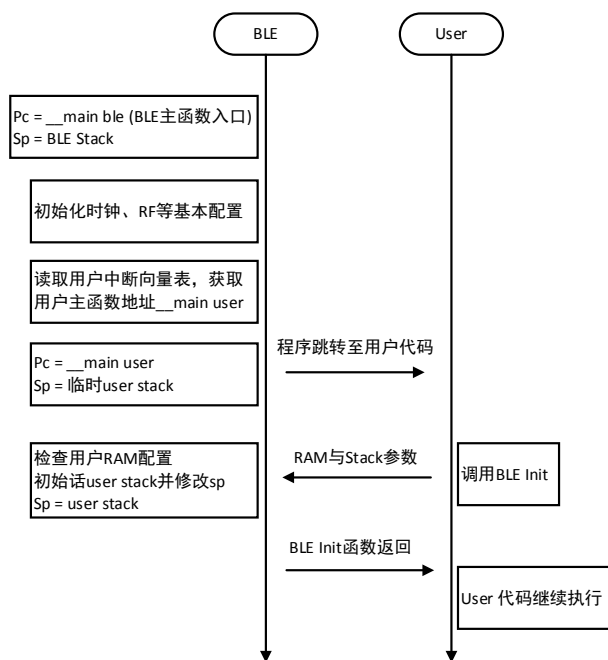 BLE
User
Pc = __main ble (BLE主函数入口)
Sp = BLE Stack
初始化时钟、RF等基本配置
读取用户中断向量表，获取
用户主函数地址__main user
程序跳转至用户代码
Pc = __main user
Sp = 临时user stack
RAM与Stack参数
检查用户RAM配置
初始话user stack并修改sp
Sp = user stack
调用BLE Init
BLE Init函数返回
User 代码继续执行